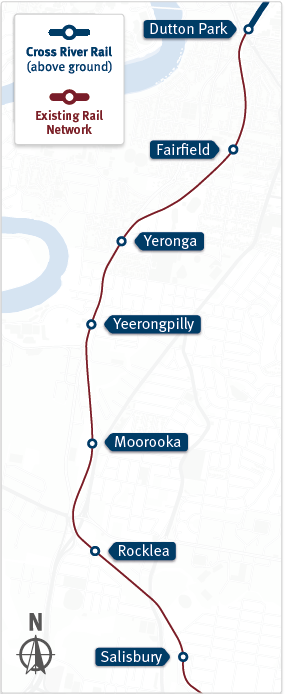 Cross River Rail
(above ground)
Existing Rail
Network
Dutton Park
Fairfield
Yeronga
Yeerongpilly
Moorooka
Rocklea
Salisbury
N